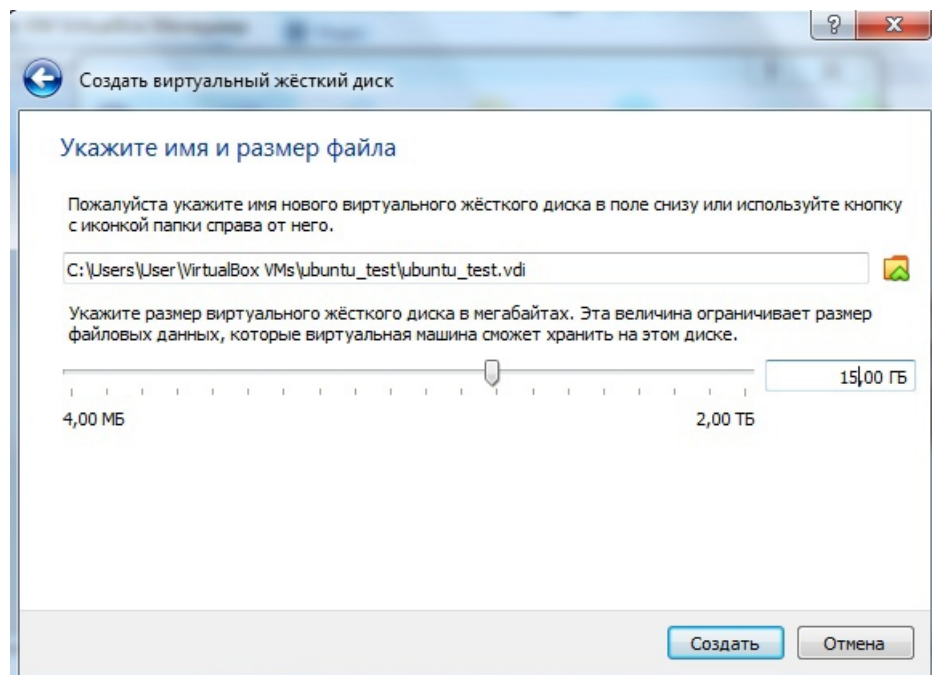 Создать виртуальный жёсткий диск
Укажите имя и размер файла
Пожалуйста укажите имя нового виртуального жёсткого диска в поле снизу или используйте кнопку
с иконкой папки справа от него.
C:\Users\User\VirtualBox VMs\ubuntu_test\ubuntu_test.vdi
Укажите размер виртуального жёсткого диска в мегабайтах. Эта величина ограничивает размер
файловых данных, которые виртуальная машина сможет хранить на этом диске.
15,00 ГБ
4,00 МБ 2,00 ТБ
Создать Отмена